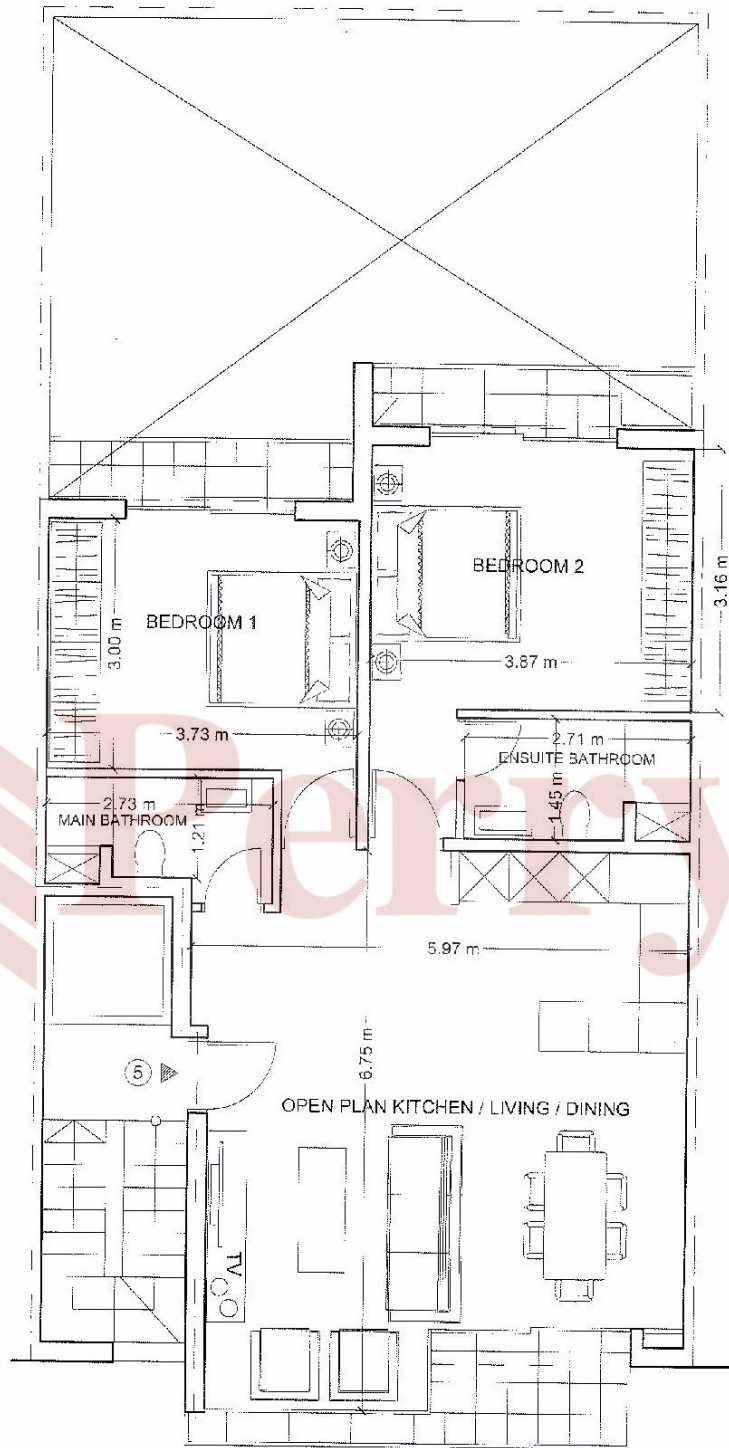 BEDROOM 2
3.16 m
BEDROOM 1
3.00 m
3.87 m
3.73 m
2.71 m
ENSUITE BATHROOM
1.45 m
2.73 m
MAIN BATHROOM
1.21 m
Perry
5.97 m
6.75 m
5
OPEN PLAN KITCHEN / LIVING / DINING
TV